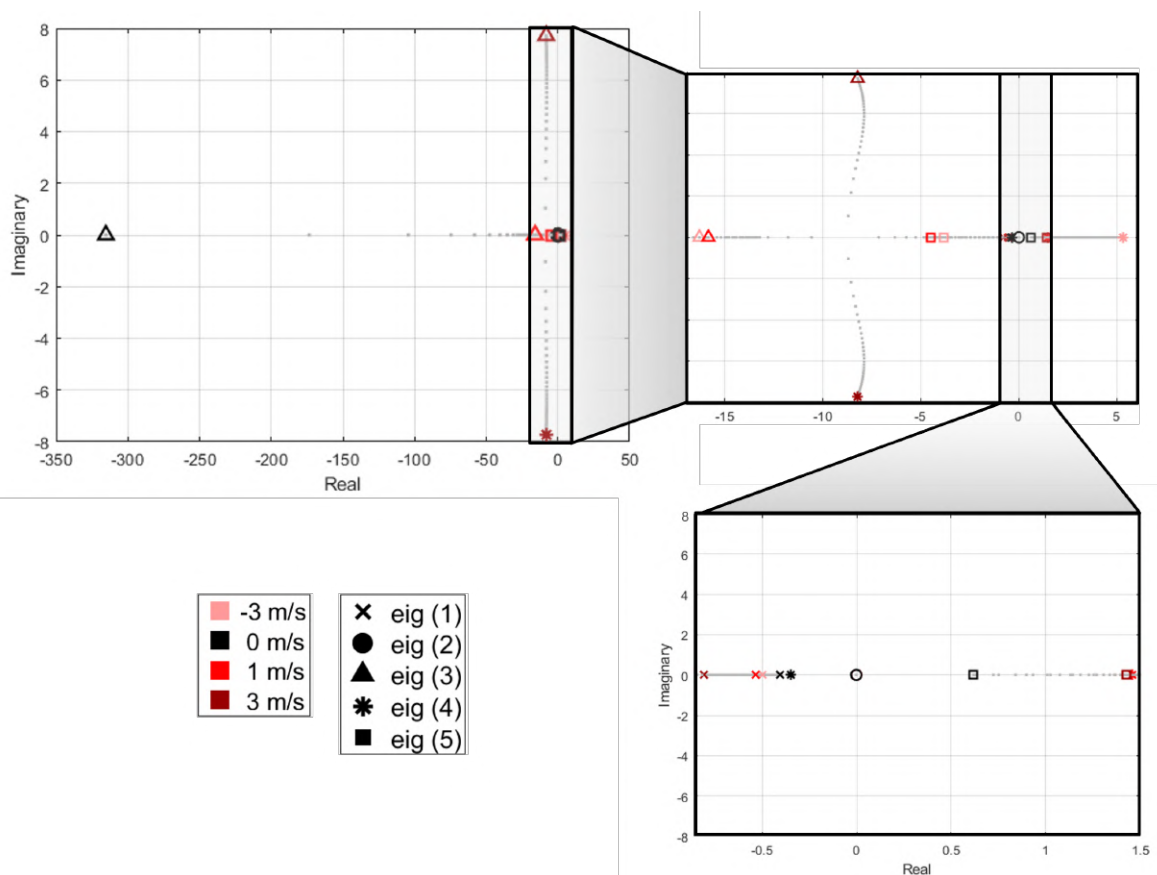 8
6
4
2
0
-2
-4
-6
-8
Imaginary
-350 -300 -250 -200 -150 -100 -50 0 50
Real
-15 -10 -5 0 5
-3 m/s
0 m/s
1 m/s
3 m/s
eig (1)
eig (2)
eig (3)
eig (4)
eig (5)
8
6
4
2
0
-2
-4
-6
-8
Imaginary
-0.5 0 0.5 1 1.5
Real